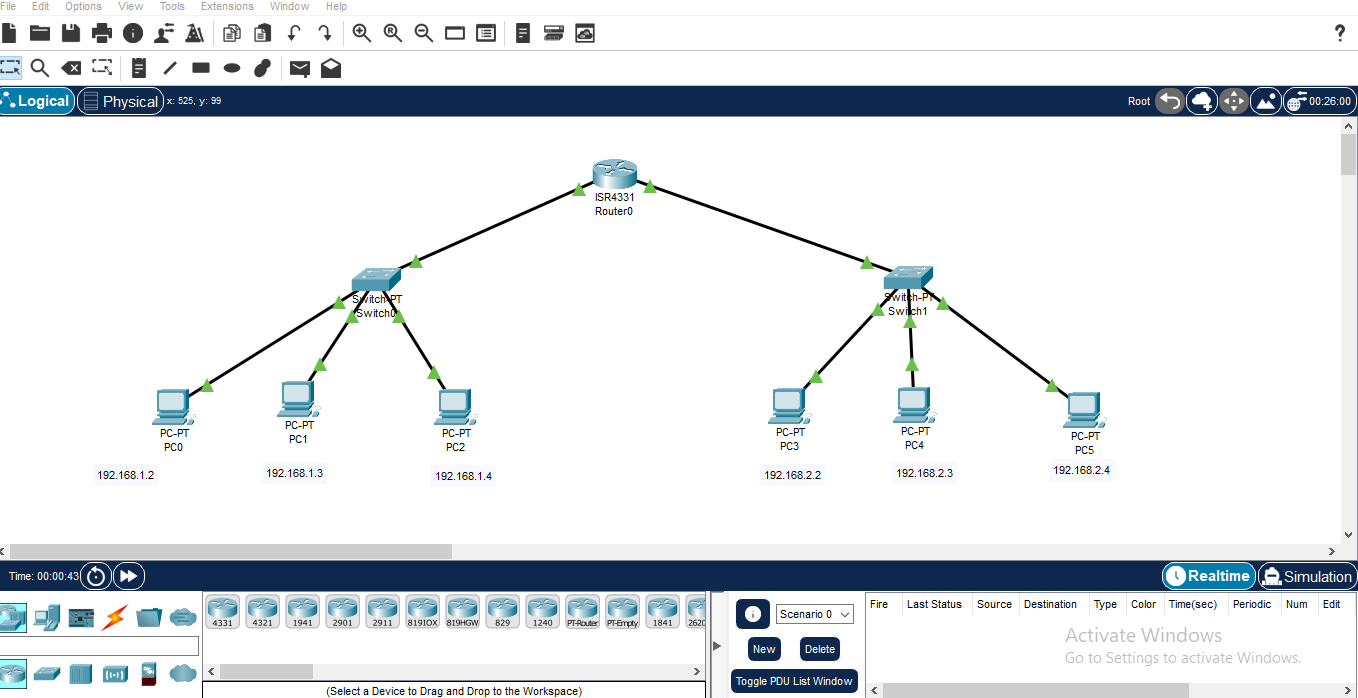 File Edit Options View Tools Extensions Window Help
?
Logical Physical x: 525, y: 99 Root 00:26:00
ISR4331
Router0
Switch-PT
Switch0
Switch-PT
Switch1
PC-PT
PC0
PC-PT
PC1
PC-PT
PC2
PC-PT
PC3
PC-PT
PC4
PC-PT
PC5
192.168.1.2
192.168.1.3
192.168.1.4
192.168.2.2
192.168.2.3
192.168.2.4
Time: 00:00:43 Realtime Simulation
4331 4321 1941 2901 2911 819IOX 819HGW 829 1240 PT-Router PT-Empty 1841 2620
(Select a Device to Drag and Drop to the Workspace)
Scenario 0
New Delete
Toggle PDU List Window
Fire Last Status Source Destination Type Color Time(sec) Periodic Num Edit
Activate Windows
Go to Settings to activate Windows.